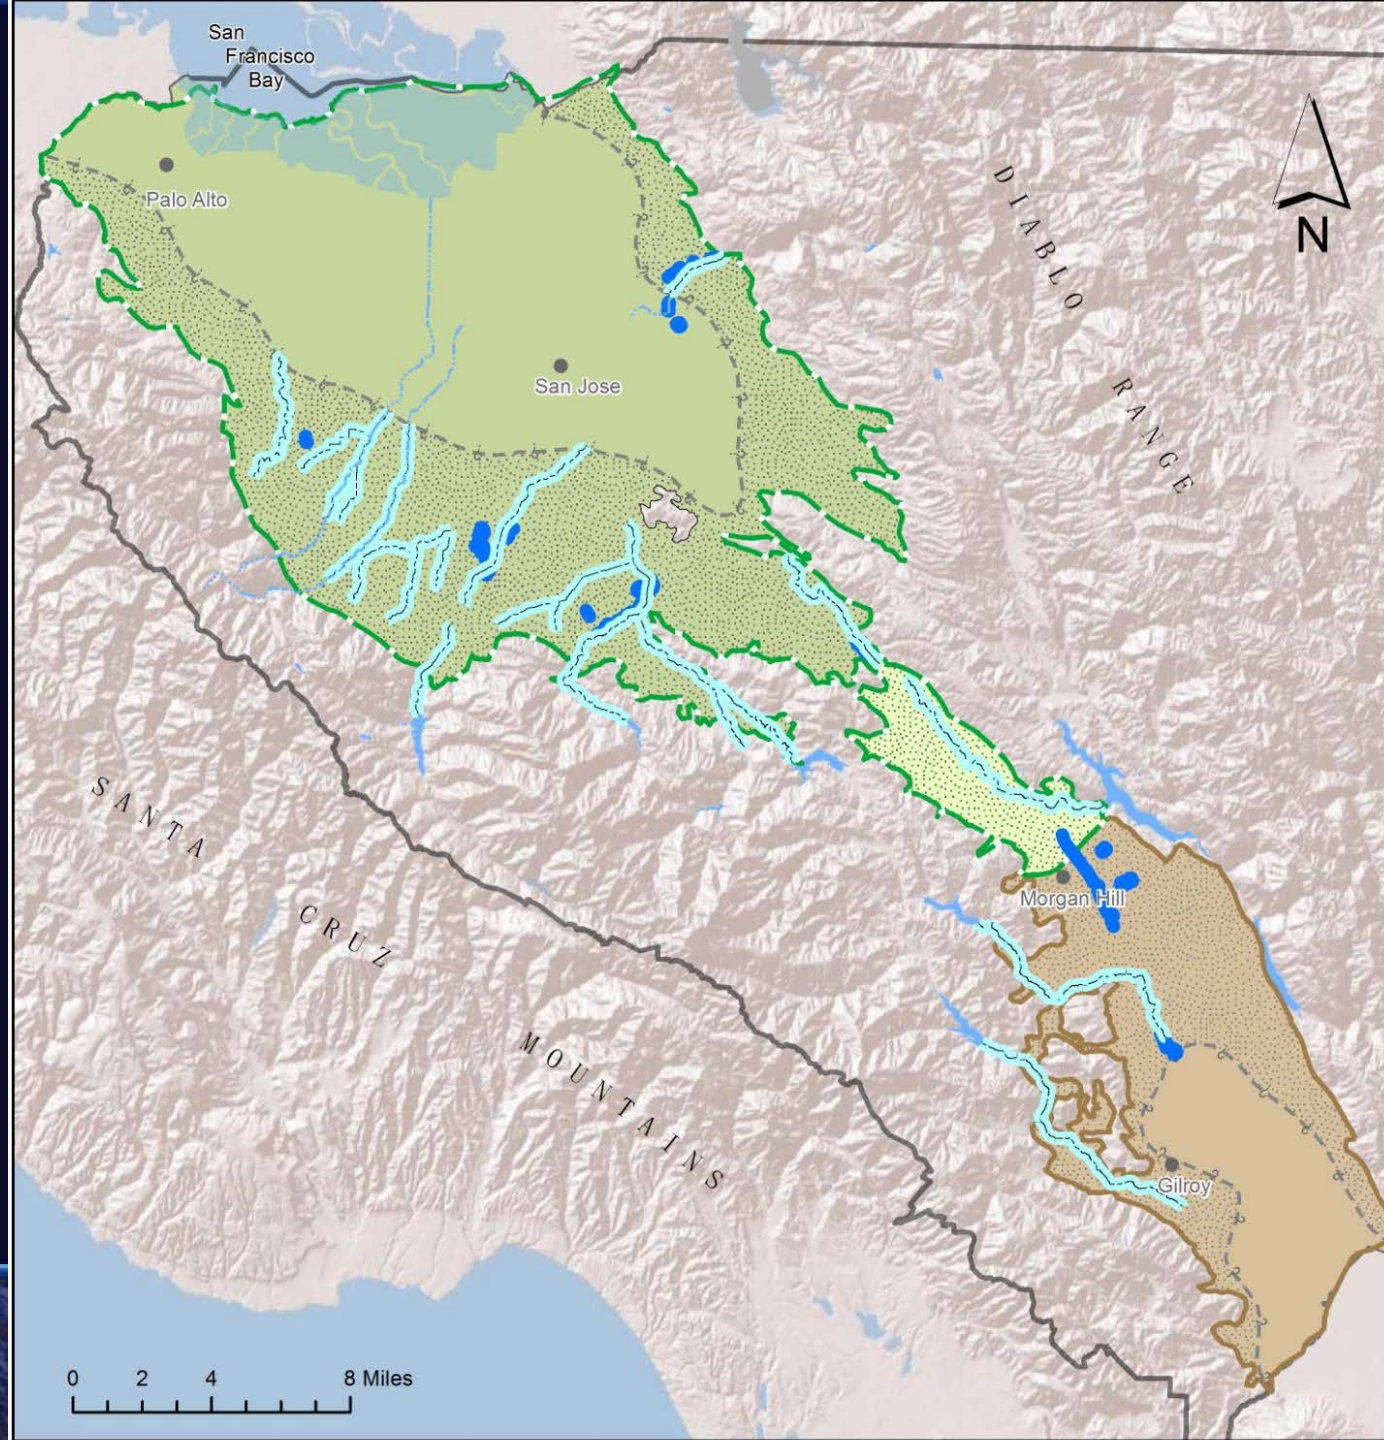 San
Francisco
Bay
Palo Alto
San Jose
DIABLO
RANGE
N
SANTA
CRUZ
MOUNTAINS
Morgan Hill
Gilroy
0 2 4 8 Miles